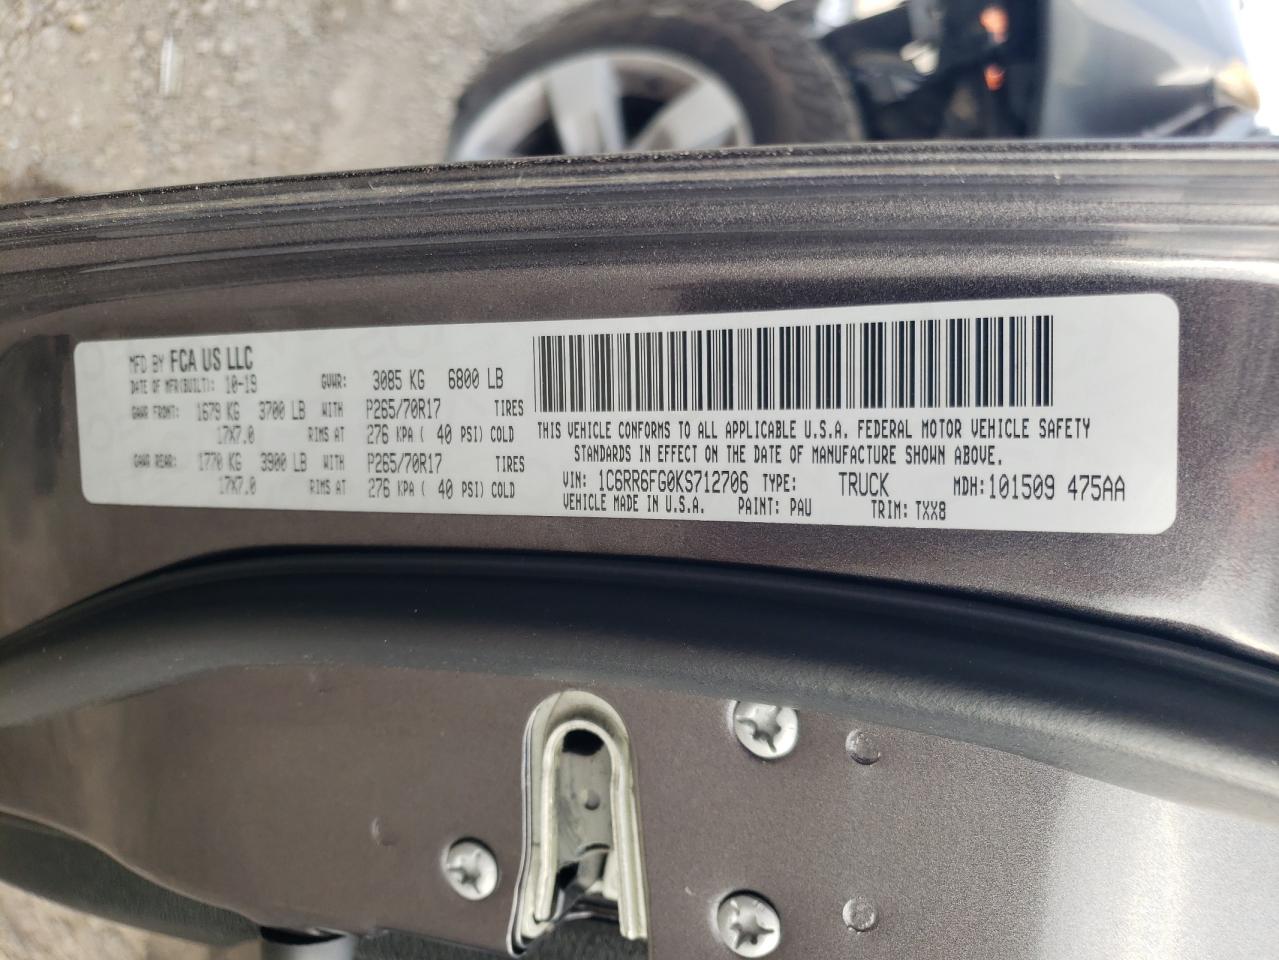 MFD BY FCA US LLC
DATE OF MFR(BUILT): 10-19 GVWR: 3085 KG 6800 LB
GAWR FRONT: 1679 KG 3700 LB WITH P265/70R17 TIRES
17X7.0 RIMS AT 276 KPA ( 40 PSI) COLD
GAWR REAR: 1770 KG 3900 LB WITH P265/70R17 TIRES
17X7.0 RIMS AT 276 KPA ( 40 PSI) COLD
THIS VEHICLE CONFORMS TO ALL APPLICABLE U.S.A. FEDERAL MOTOR VEHICLE SAFETY
STANDARDS IN EFFECT ON THE DATE OF MANUFACTURE SHOWN ABOVE.
VIN: 1C6RR6FG0KS712706 TYPE: TRUCK MDH:101509 475AA
VEHICLE MADE IN U.S.A. PAINT: PAU TRIM: TXX8